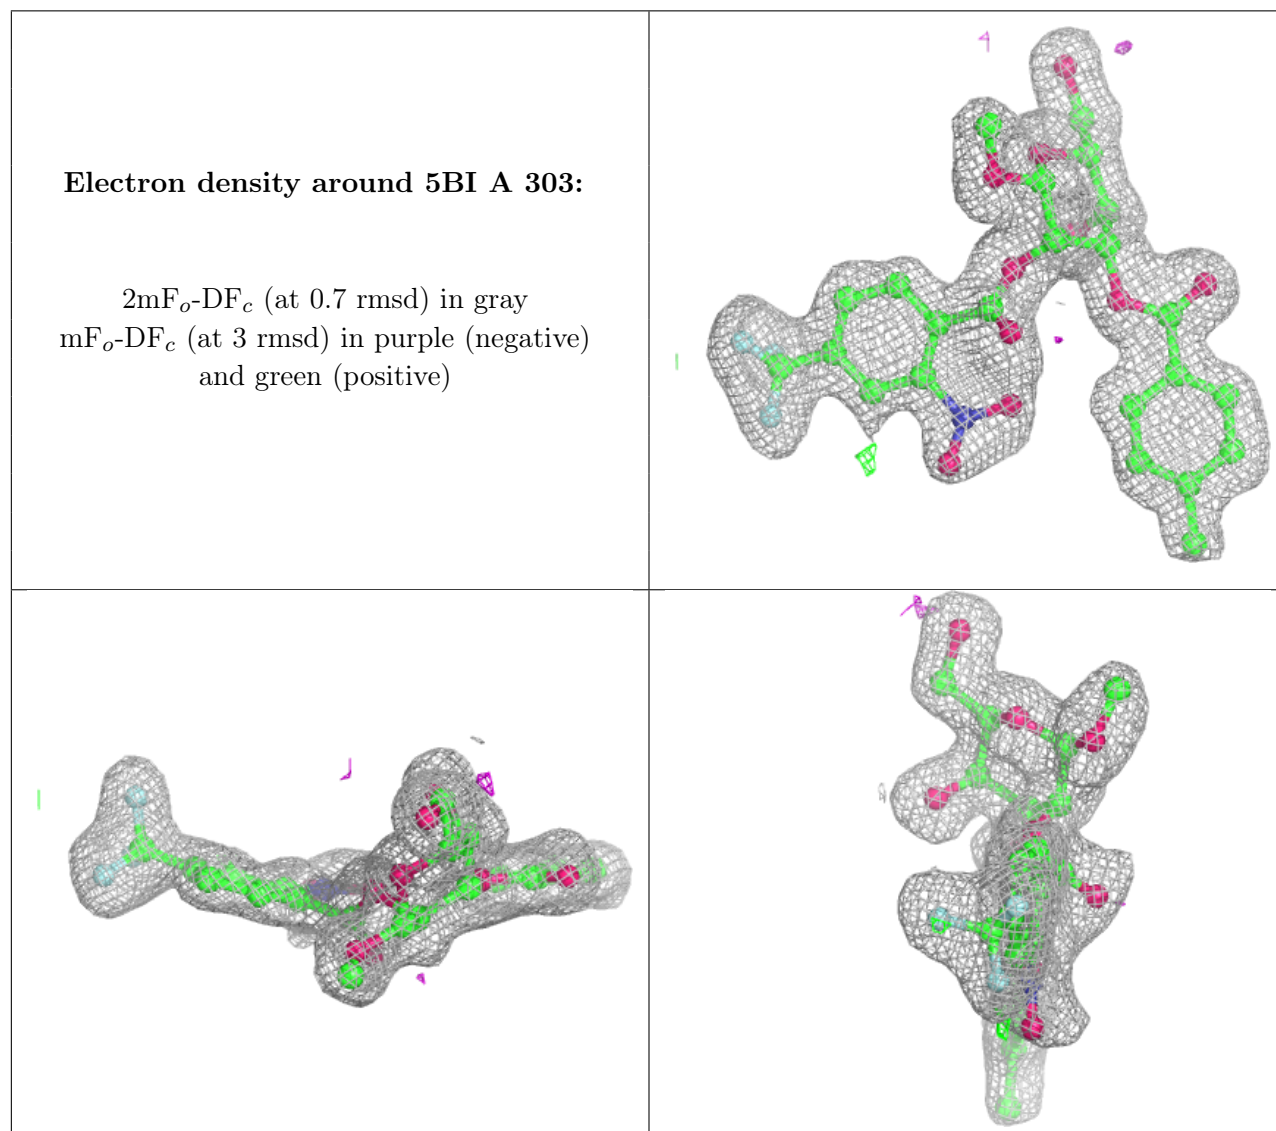 Electron density around 5BI A 303:
2mFₒ-DF𝒸 (at 0.7 rmsd) in gray
mFₒ-DF𝒸 (at 3 rmsd) in purple (negative)
and green (positive)